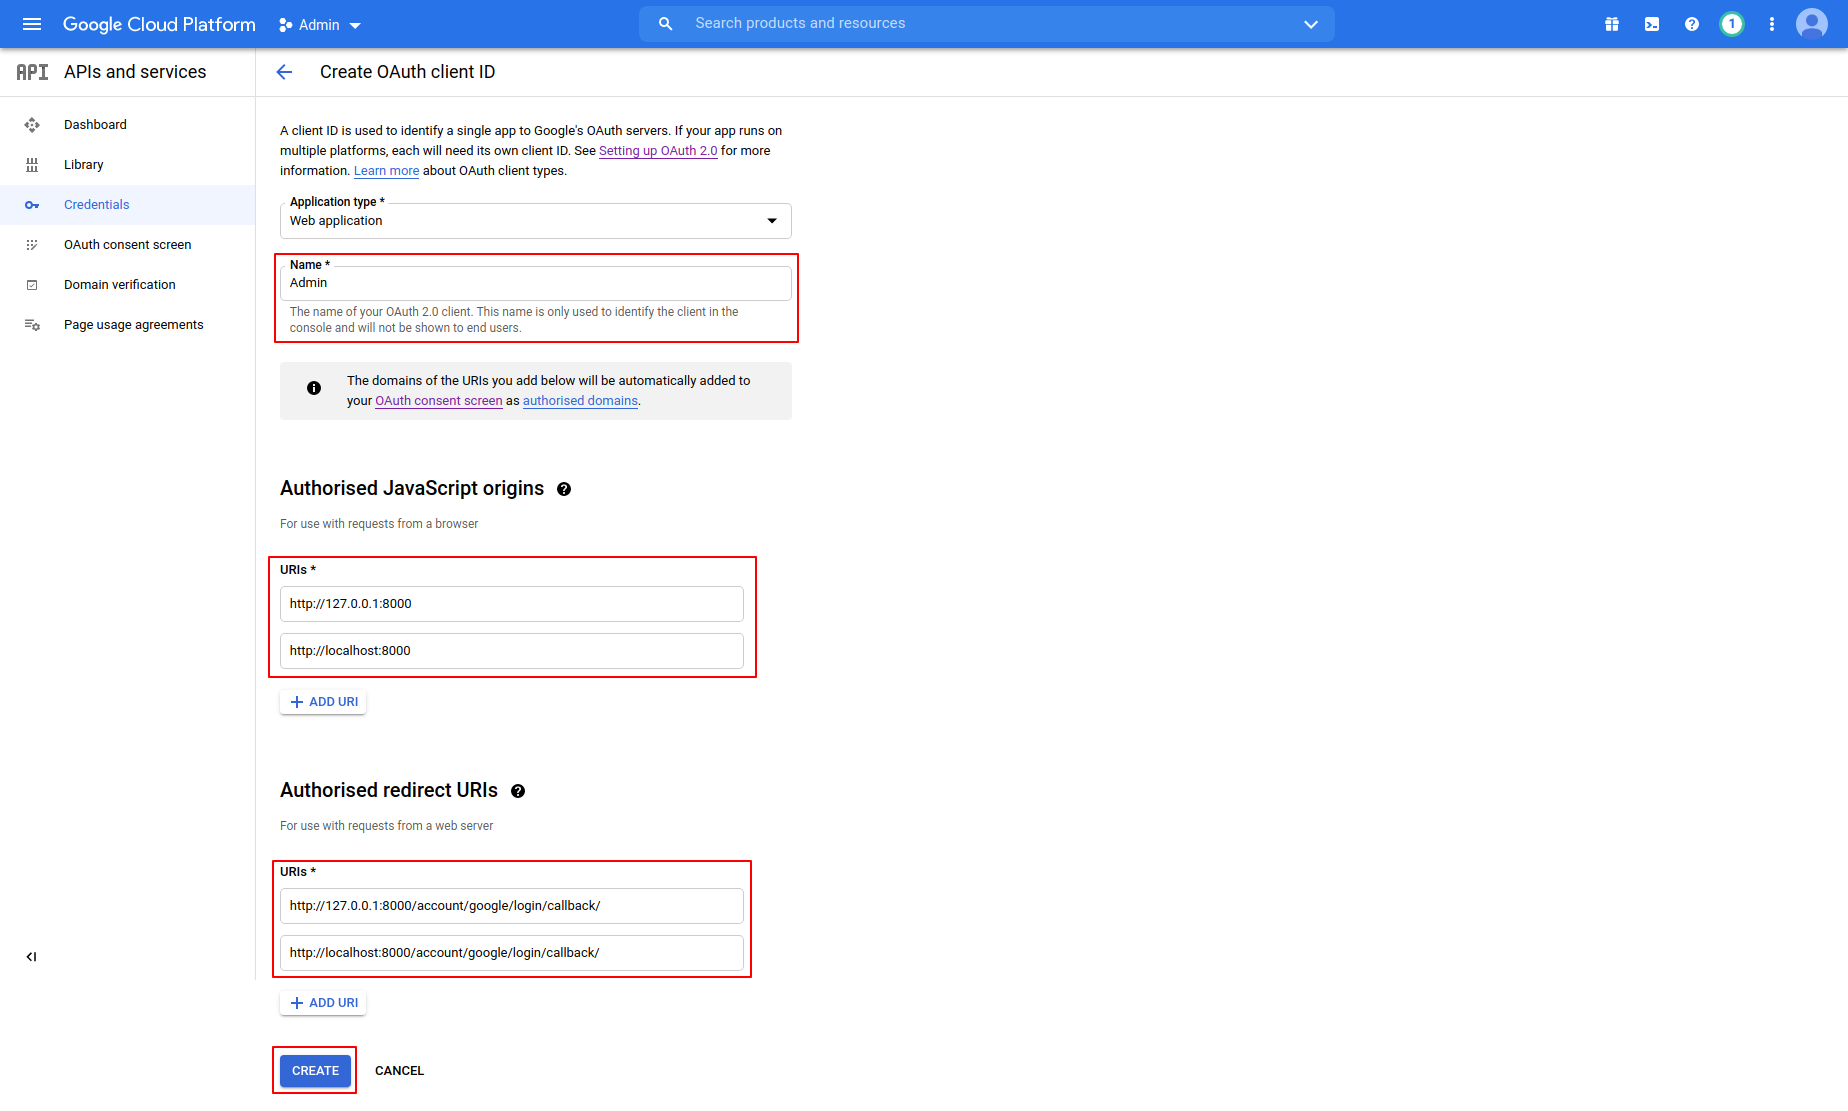 Google Cloud Platform
Admin
Search products and resources
1
API APIs and services
Create OAuth client ID
Dashboard
Library
Credentials
OAuth consent screen
Domain verification
Page usage agreements
A client ID is used to identify a single app to Google's OAuth servers. If your app runs on
multiple platforms, each will need its own client ID. See Setting up OAuth 2.0 for more
information. Learn more about OAuth client types.
Application type *
Web application
Name *
Admin
The name of your OAuth 2.0 client. This name is only used to identify the client in the
console and will not be shown to end users.
The domains of the URIs you add below will be automatically added to
your OAuth consent screen as authorised domains.
Authorised JavaScript origins
For use with requests from a browser
URIs *
http://127.0.0.1:8000
http://localhost:8000
ADD URI
Authorised redirect URIs
For use with requests from a web server
URIs *
http://127.0.0.1:8000/account/google/login/callback/
http://localhost:8000/account/google/login/callback/
ADD URI
CREATE
CANCEL